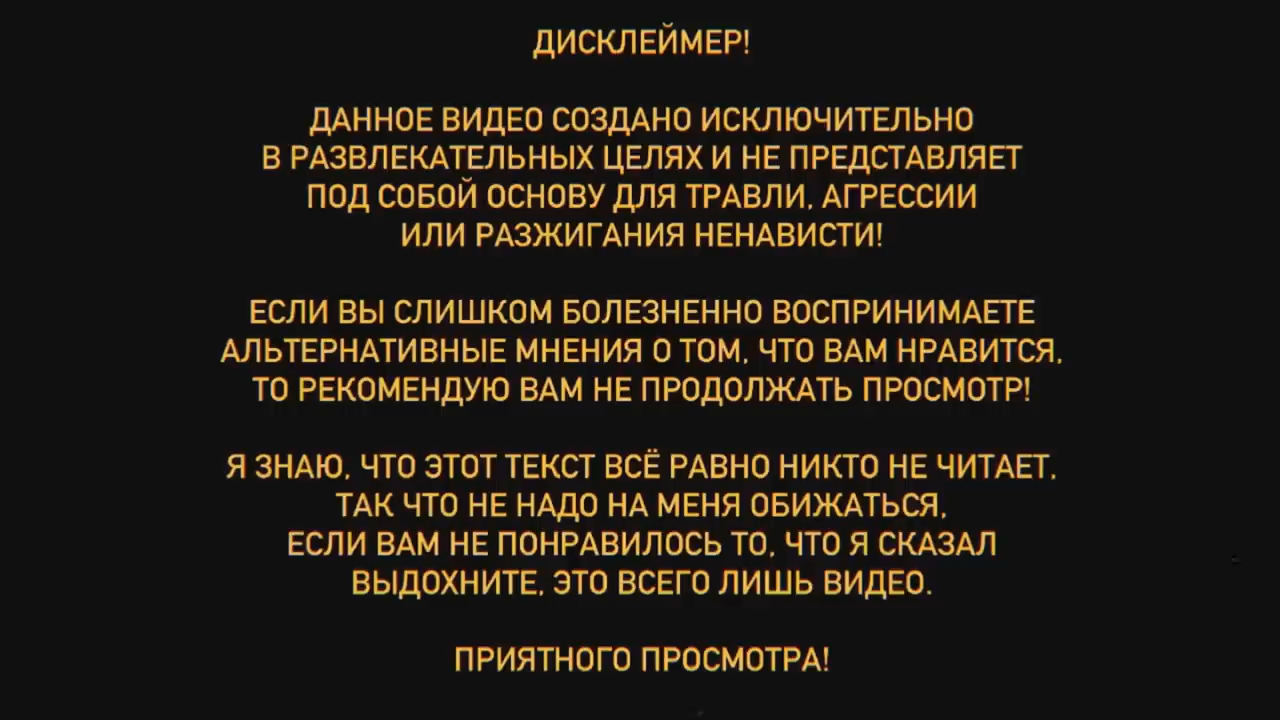 ДИСКЛЕЙМЕР!
ДАННОЕ ВИДЕО СОЗДАНО ИСКЛЮЧИТЕЛЬНО
В РАЗВЛЕКАТЕЛЬНЫХ ЦЕЛЯХ И НЕ ПРЕДСТАВЛЯЕТ
ПОД СОБОЙ ОСНОВУ ДЛЯ ТРАВЛИ, АГРЕССИИ
ИЛИ РАЗЖИГАНИЯ НЕНАВИСТИ!
ЕСЛИ ВЫ СЛИШКОМ БОЛЕЗНЕННО ВОСПРИНИМАЕТЕ
АЛЬТЕРНАТИВНЫЕ МНЕНИЯ О ТОМ, ЧТО ВАМ НРАВИТСЯ,
ТО РЕКОМЕНДУЮ ВАМ НЕ ПРОДОЛЖАТЬ ПРОСМОТР!
Я ЗНАЮ, ЧТО ЭТОТ ТЕКСТ ВСЁ РАВНО НИКТО НЕ ЧИТАЕТ,
ТАК ЧТО НЕ НАДО НА МЕНЯ ОБИЖАТЬСЯ,
ЕСЛИ ВАМ НЕ ПОНРАВИЛОСЬ ТО, ЧТО Я СКАЗАЛ
ВЫДОХНИТЕ, ЭТО ВСЕГО ЛИШЬ ВИДЕО.
ПРИЯТНОГО ПРОСМОТРА!